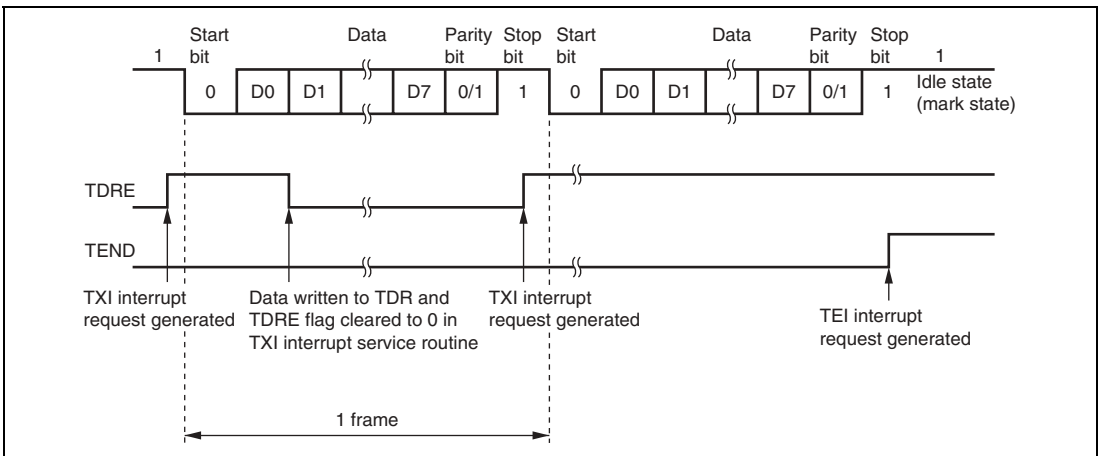 Start Data Parity Stop Start Data Parity Stop
1 bit bit bit bit bit bit 1
0 D0 D1 D7 0/1 1 0 D0 D1 D7 0/1 1 Idle state
(mark state)
TDRE
TEND
TXI interrupt
request generated
Data written to TDR and
TDRE flag cleared to 0 in
TXI interrupt service routine
TXI interrupt
request generated
TEI interrupt
request generated
1 frame